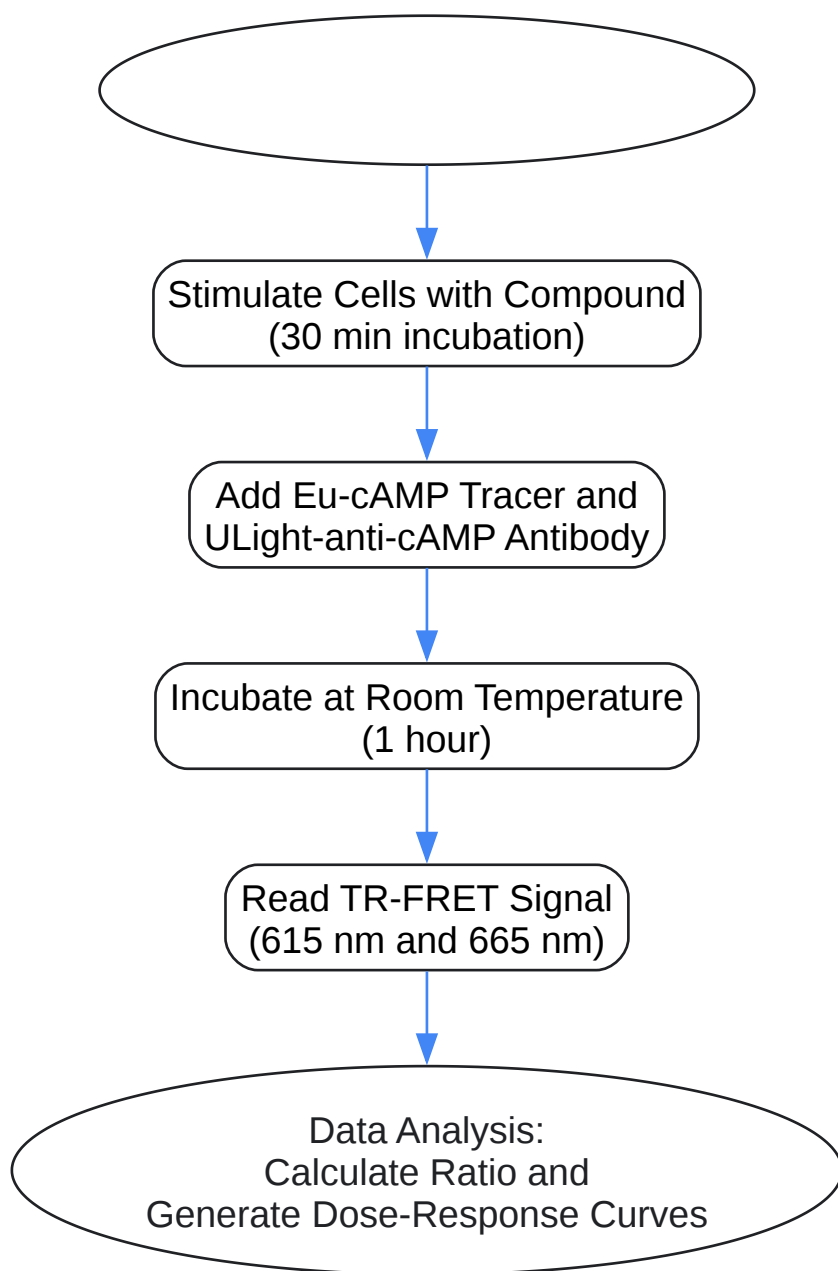 Stimulate Cells with Compound
(30 min incubation)
Add Eu-cAMP Tracer and
ULight-anti-cAMP Antibody
Incubate at Room Temperature
(1 hour)
Read TR-FRET Signal
(615 nm and 665 nm)
Data Analysis:
Calculate Ratio and
Generate Dose-Response Curves